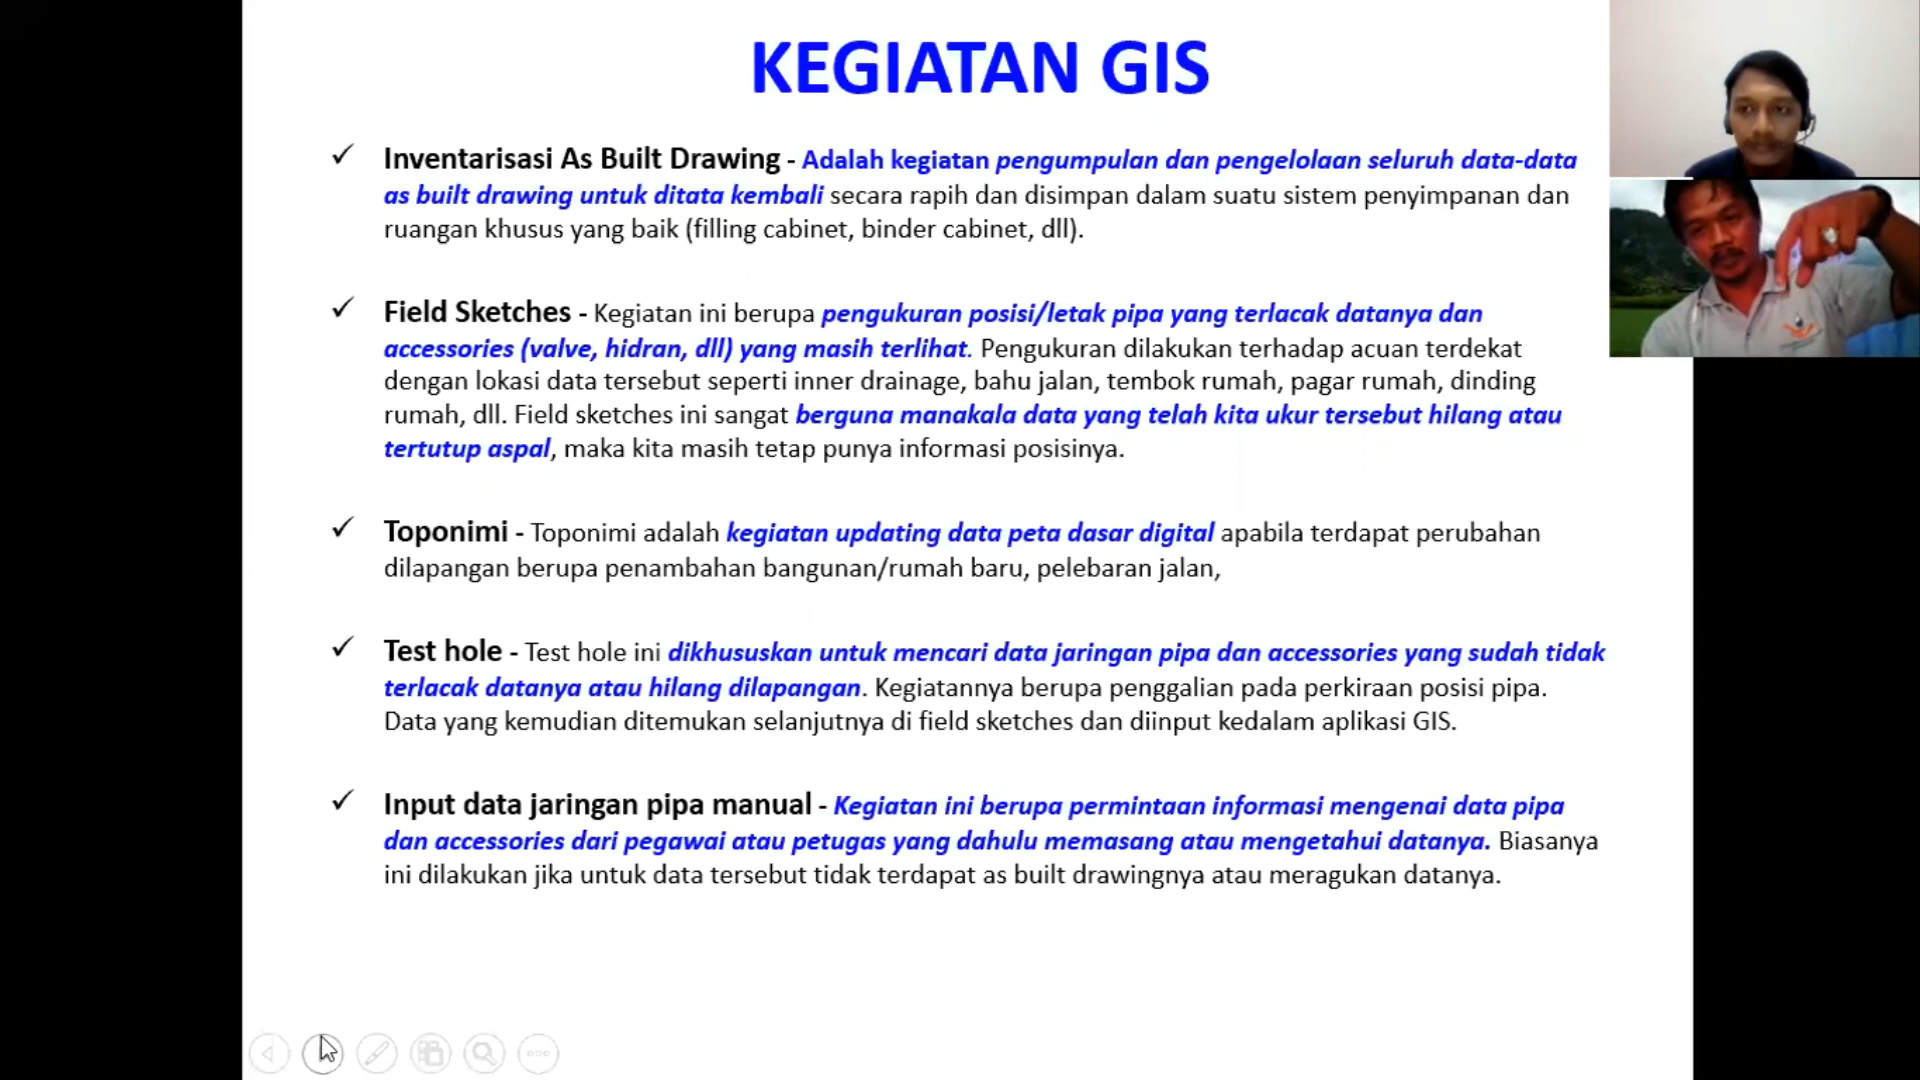 KEGIATAN GIS
✓ Inventarisasi As Built Drawing - Adalah kegiatan pengumpulan dan pengelolaan seluruh data-data
as built drawing untuk ditata kembali secara rapih dan disimpan dalam suatu sistem penyimpanan dan
ruangan khusus yang baik (filling cabinet, binder cabinet, dll).
✓ Field Sketches - Kegiatan ini berupa pengukuran posisi/letak pipa yang terlacak datanya dan
accessories (valve, hidran, dll) yang masih terlihat. Pengukuran dilakukan terhadap acuan terdekat
dengan lokasi data tersebut seperti inner drainage, bahu jalan, tembok rumah, pagar rumah, dinding
rumah, dll. Field sketches ini sangat berguna manakala data yang telah kita ukur tersebut hilang atau
tertutup aspal, maka kita masih tetap punya informasi posisinya.
✓ Toponimi - Toponimi adalah kegiatan updating data peta dasar digital apabila terdapat perubahan
dilapangan berupa penambahan bangunan/rumah baru, pelebaran jalan,
✓ Test hole - Test hole ini dikhususkan untuk mencari data jaringan pipa dan accessories yang sudah tidak
terlacak datanya atau hilang dilapangan. Kegiatannya berupa penggalian pada perkiraan posisi pipa.
Data yang kemudian ditemukan selanjutnya di field sketches dan diinput kedalam aplikasi GIS.
✓ Input data jaringan pipa manual - Kegiatan ini berupa permintaan informasi mengenai data pipa
dan accessories dari pegawai atau petugas yang dahulu memasang atau mengetahui datanya. Biasanya
ini dilakukan jika untuk data tersebut tidak terdapat as built drawingnya atau meragukan datanya.